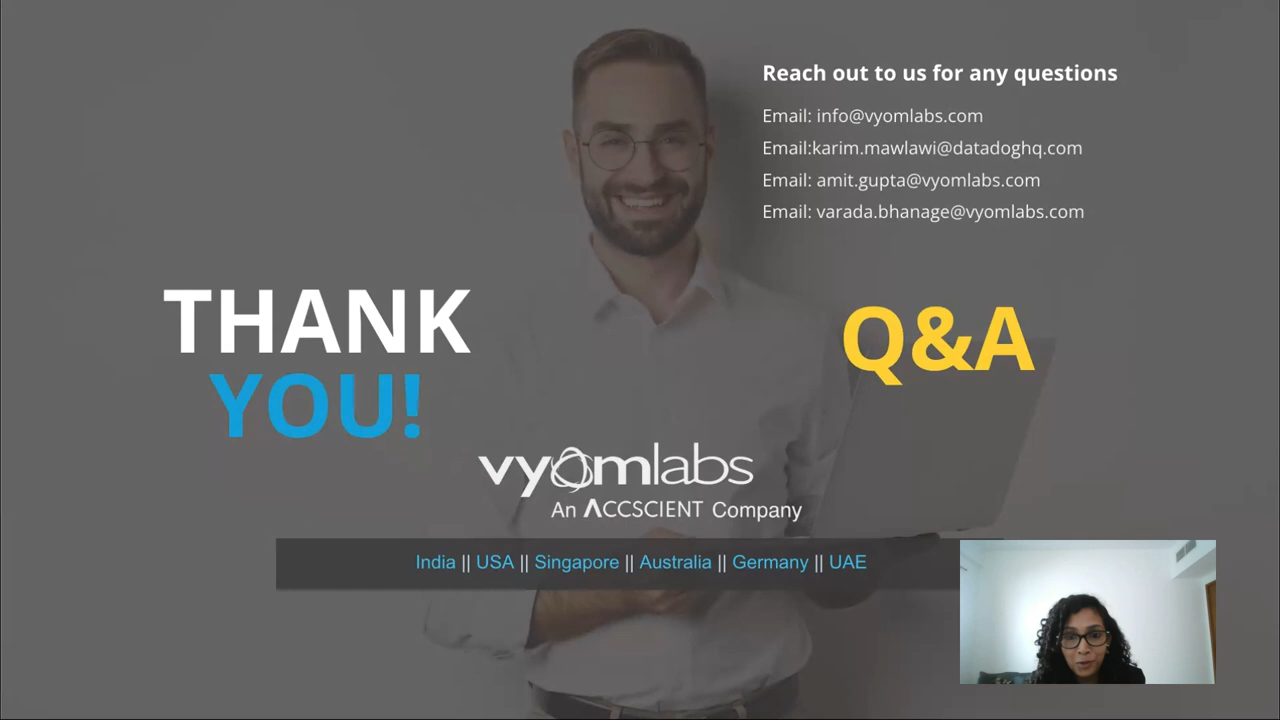 Reach out to us for any questions
Email: info@vyomlabs.com
Email:karim.mawlawi@datadoghq.com
Email: amit.gupta@vyomlabs.com
Email: varada.bhanage@vyomlabs.com
THANK
YOU!
Q&A
vyomlabs
An ACCSCIENT Company
India || USA || Singapore || Australia || Germany || UAE